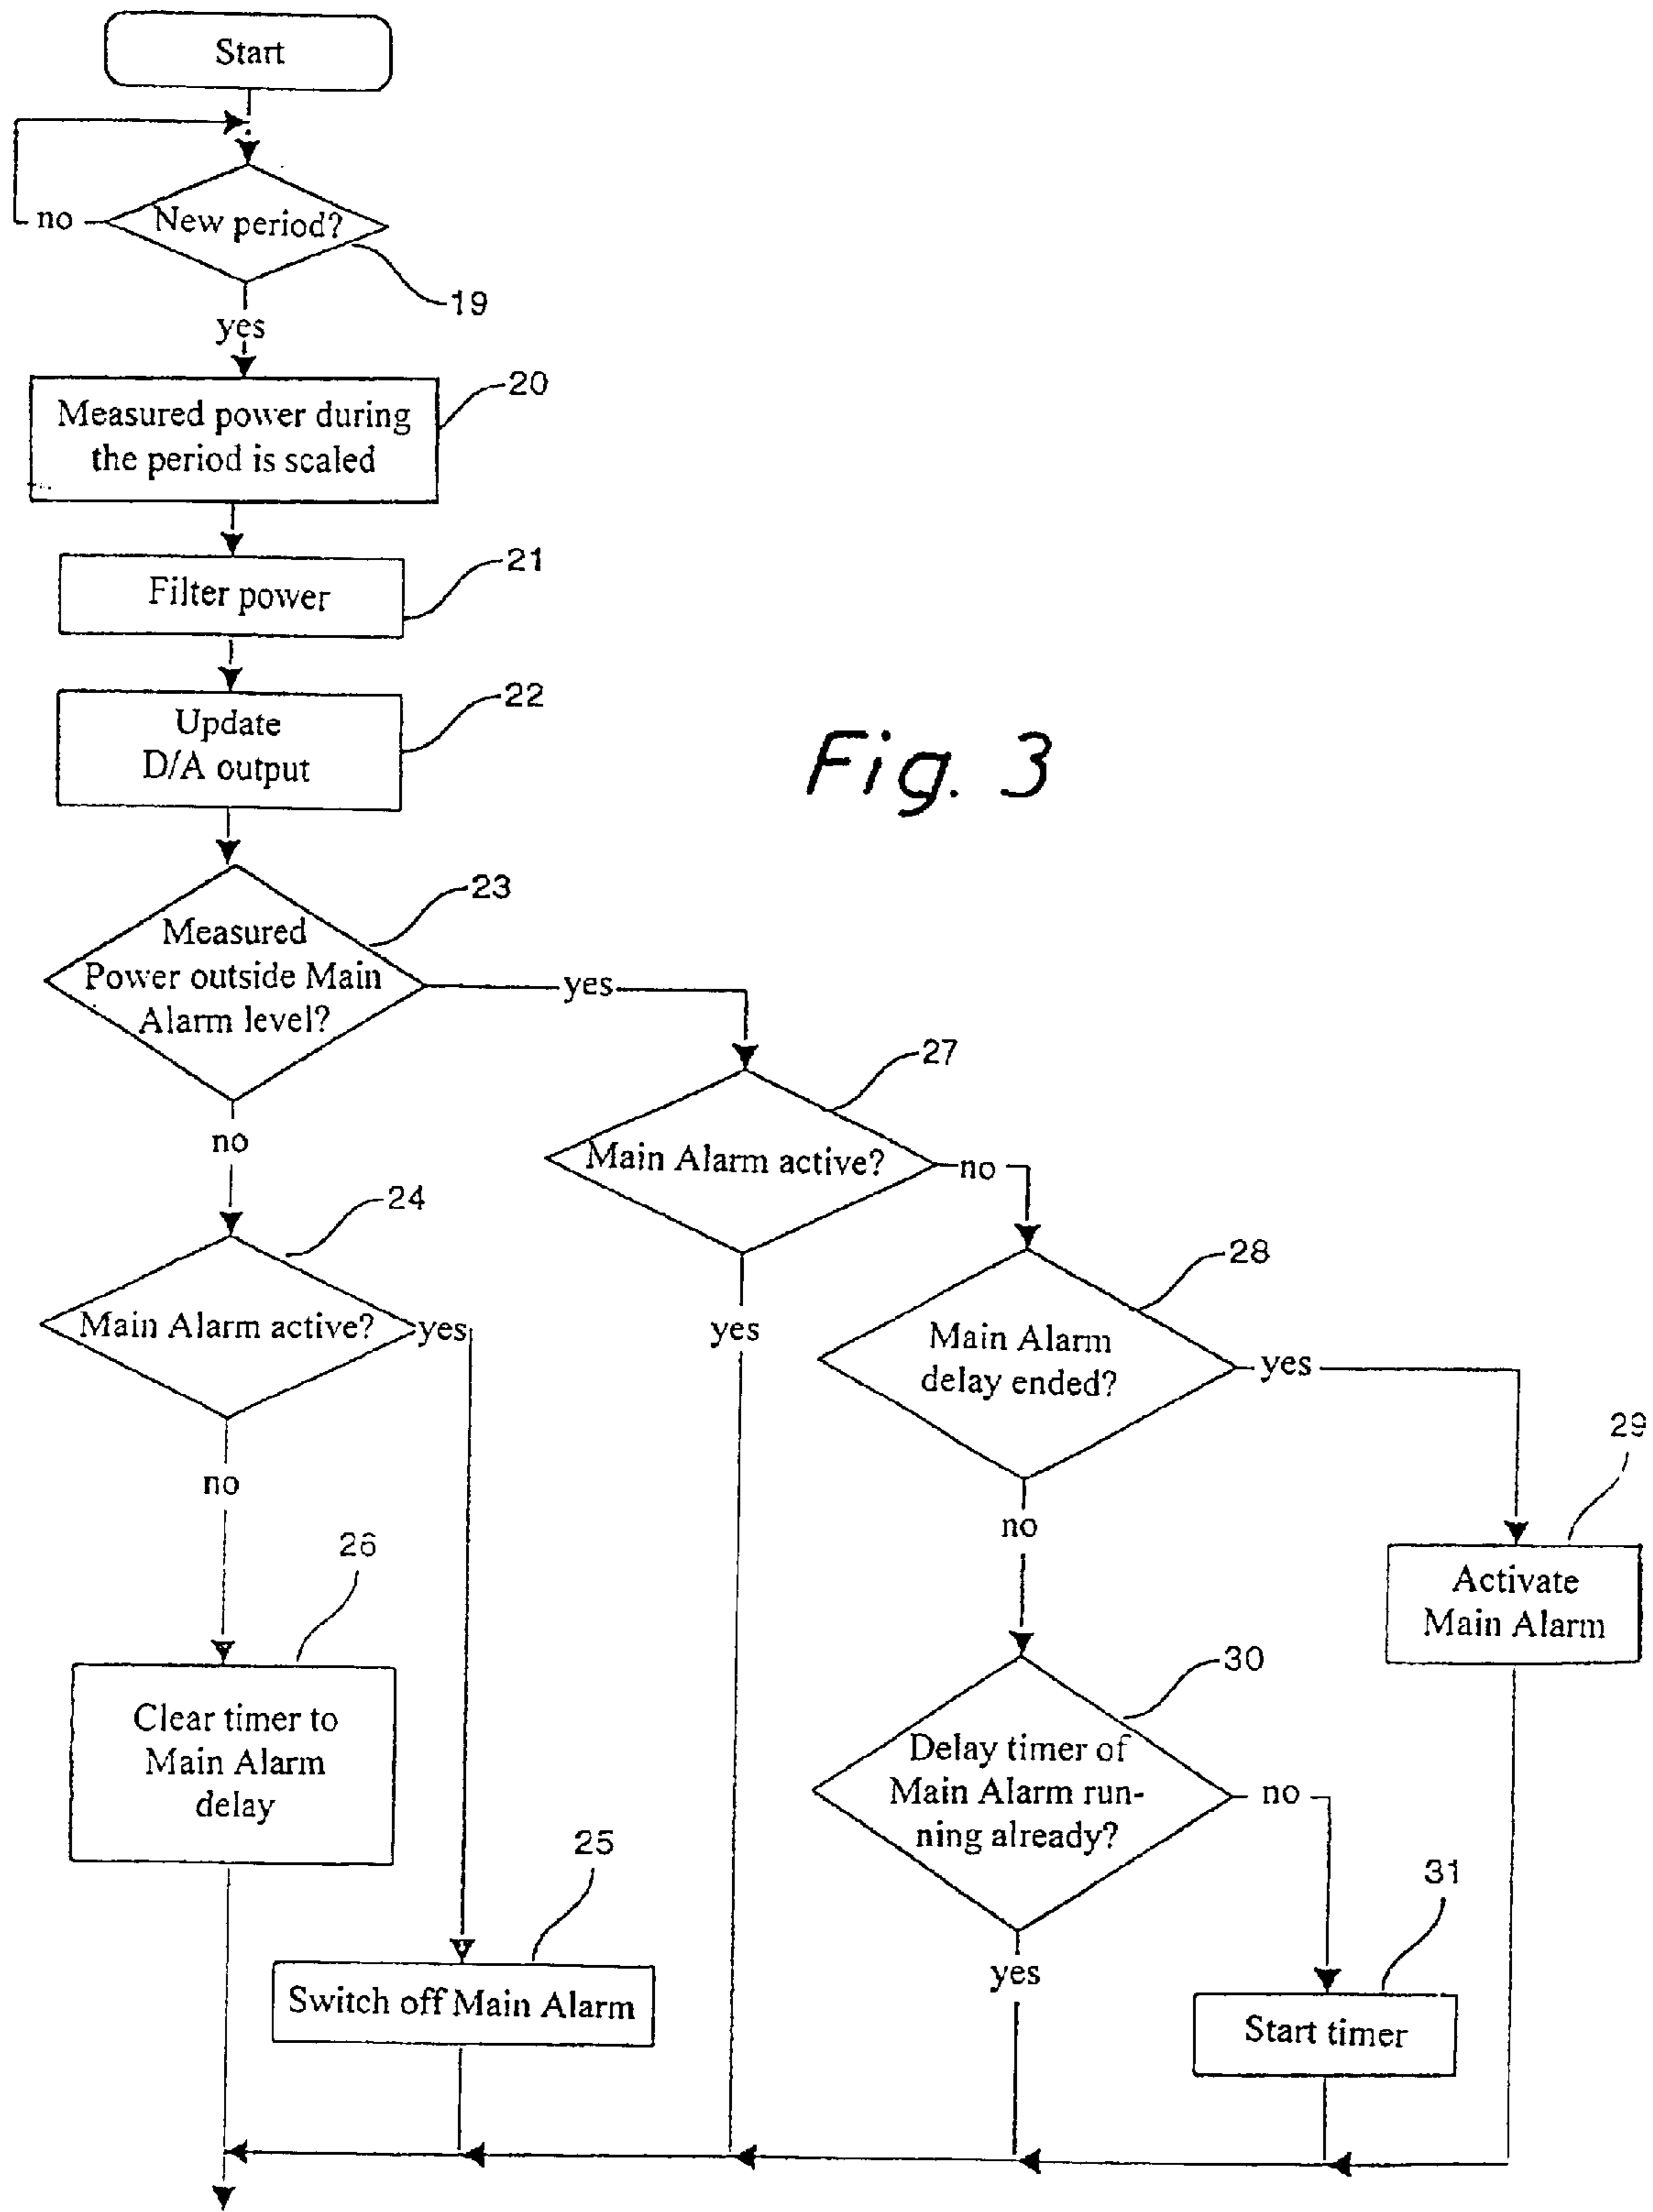 Start
no
New period?
19
yes
20
Measured power during
the period is scaled
21
Filter power
22
Update
D/A output
Fig. 3
23
Measured
Power outside Main
Alarm level?
yes
no
27
Main Alarm active?
no
yes
24
Main Alarm active?
yes
no
28
Main Alarm
delay ended?
yes
no
29
Activate
Main Alarm
26
Clear timer to
Main Alarm
delay
30
Delay timer of
Main Alarm run-
ning already?
no
yes
25
Switch off Main Alarm
31
Start timer